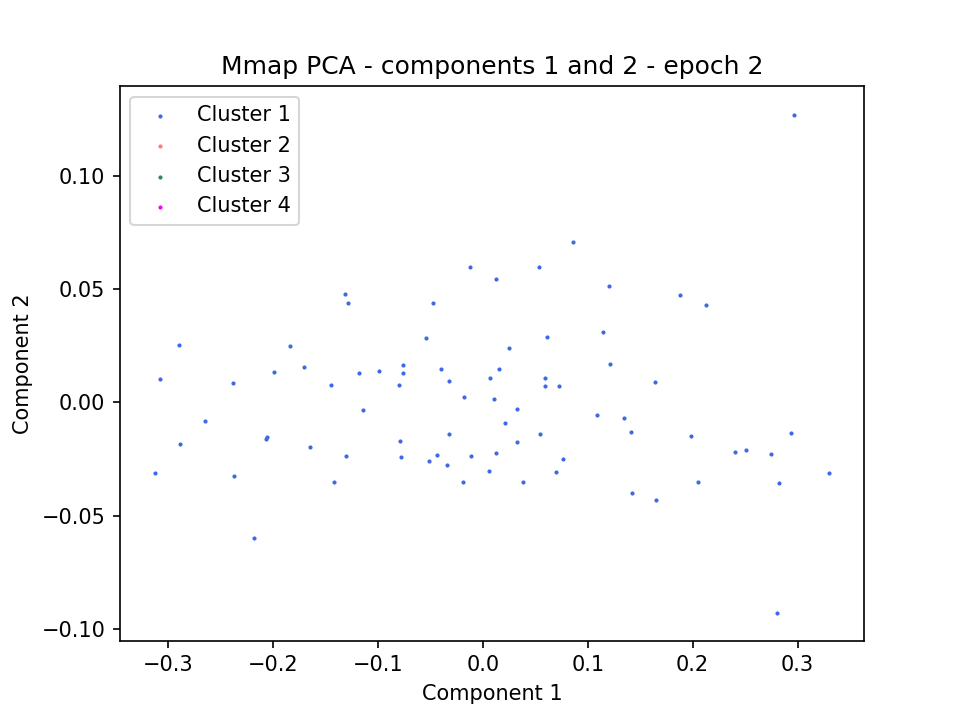 Mmap PCA - components 1 and 2 - epoch 2
Cluster 1
Cluster 2
Cluster 3
Cluster 4
0.10
0.05
0.00
−0.05
−0.10
Component 2
−0.3 −0.2 −0.1 0.0 0.1 0.2 0.3
Component 1